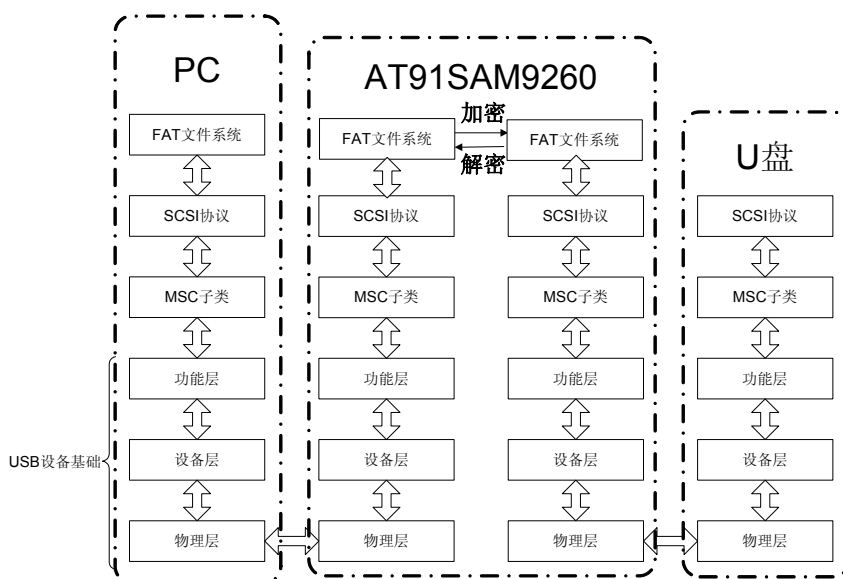 PC
AT91SAM9260
U盘
加密
解密
FAT文件系统
FAT文件系统
FAT文件系统
SCSI协议
SCSI协议
SCSI协议
SCSI协议
MSC子类
MSC子类
MSC子类
MSC子类
功能层
功能层
功能层
功能层
USB设备基础
设备层
设备层
设备层
设备层
物理层
物理层
物理层
物理层